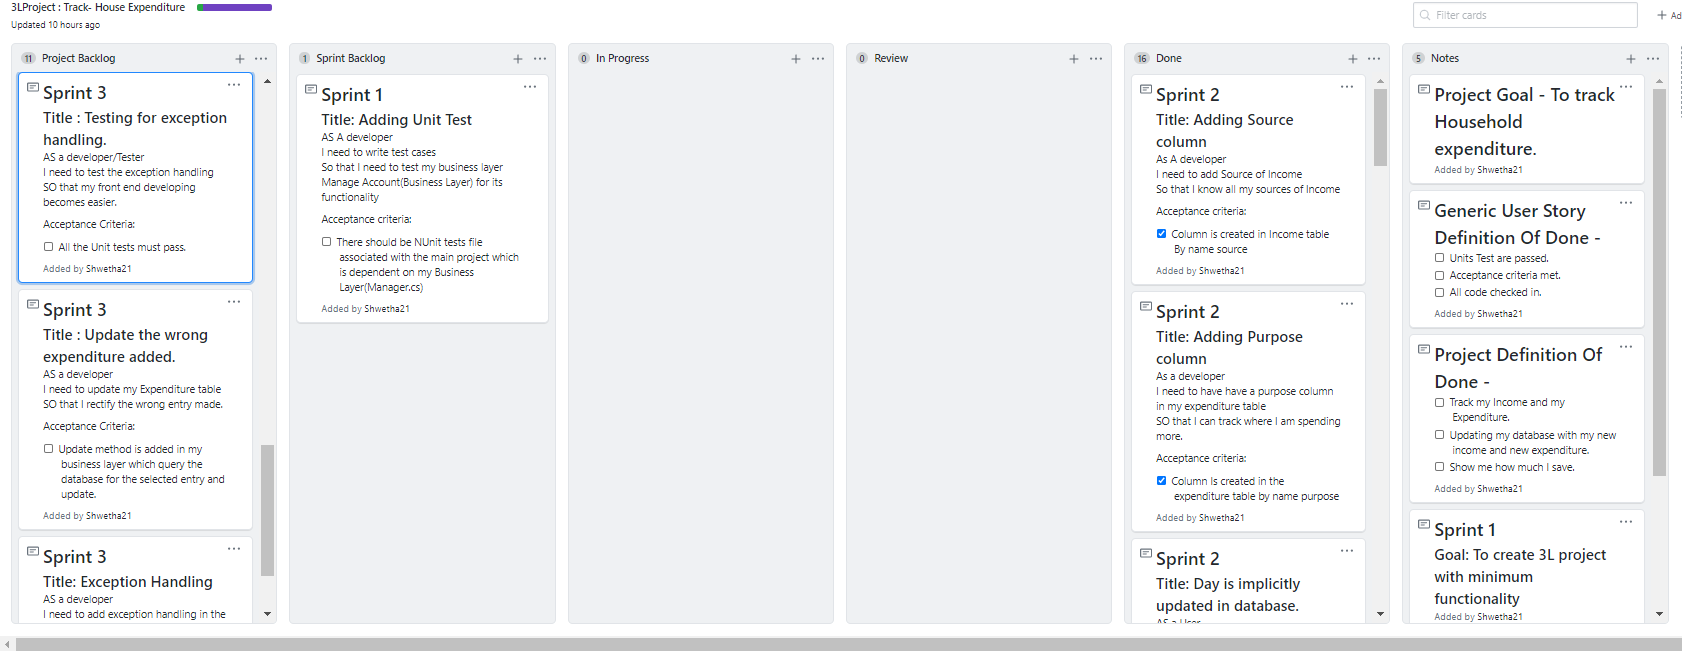 3LProject : Track- House Expenditure
Updated 10 hours ago
Filter cards
11 Project Backlog
Sprint 3
Title : Testing for exception
handling.
AS a developer/Tester
I need to test the exception handling
SO that my front end developing
becomes easier.
Acceptance Criteria:
All the Unit tests must pass.
Added by Shwetha21
Sprint 3
Title : Update the wrong
expenditure added.
AS a developer
I need to update my Expenditure table
SO that I rectify the wrong entry made.
Acceptance Criteria:
Update method is added in my
business layer which query the
database for the selected entry and
update.
Added by Shwetha21
Sprint 3
Title: Exception Handling
AS a developer
I need to add exception handling in the
1 Sprint Backlog
Sprint 1
Title: Adding Unit Test
AS A developer
I need to write test cases
So that I need to test my business layer
Manage Account(Business Layer) for its
functionality
Acceptance criteria:
There should be NUnit tests file
associated with the main project which
is dependent on my Business
Layer(Manager.cs)
Added by Shwetha21
0 In Progress
0 Review
16 Done
Sprint 2
Title: Adding Source
column
As A developer
I need to add Source of Income
So that I know all my sources of Income
Acceptance criteria:
Column is created in Income table
By name source
Added by Shwetha21
Sprint 2
Title: Adding Purpose
column
As a developer
I need to have have a purpose column
in my expenditure table
SO that I can track where I am spending
more.
Acceptance criteria:
Column Is created in the
expenditure table by name purpose
Added by Shwetha21
Sprint 2
Title: Day is implicitly
updated in database.
AS a User
5 Notes
Project Goal - To track
Household
expenditure.
Added by Shwetha21
Generic User Story
Definition Of Done -
Units Test are passed.
Acceptance criteria met.
All code checked in.
Added by Shwetha21
Project Definition Of
Done -
Track my Income and my
Expenditure.
Updating my database with my new
income and new expenditure.
Show me how much I save.
Added by Shwetha21
Sprint 1
Goal: To create 3L project
with minimum
functionality
Added by Shwetha21